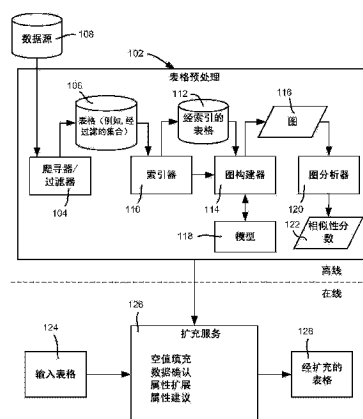 数据源
108
102
表格预处理
106
表格（例如, 经
过滤的集合）
112
经索引的
表格
116
图
爬寻器/
过滤器
104
索引器
110
图构建器
114
图分析器
120
118
模型
122
相似性分
数
离线
在线
124
输入表格
126
扩充服务
空值填充
数据确认
属性扩展
属性建议
128
经扩充的
表格